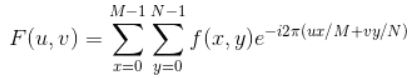 F(u, v) = \sum_{x=0}^{M-1} \sum_{y=0}^{N-1} f(x, y)e^{-i2\pi(ux/M+vy/N)}